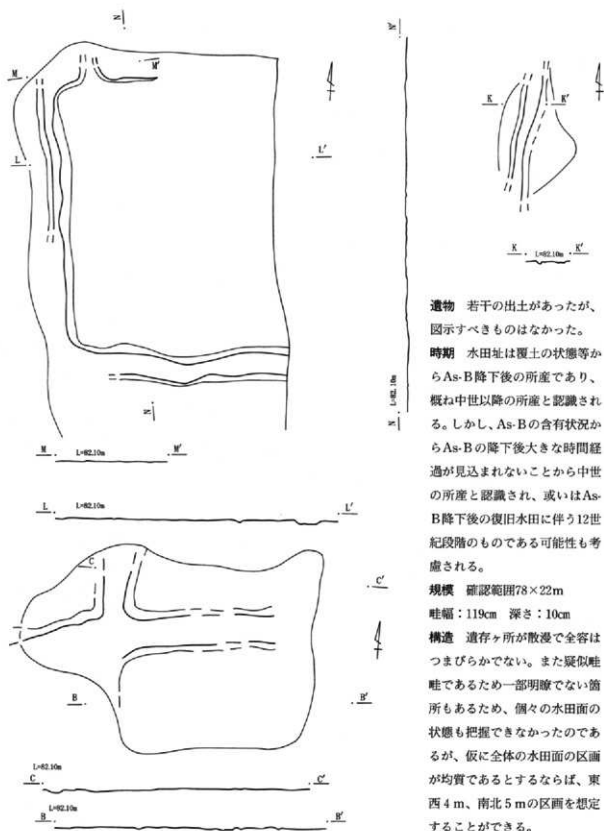 N
M
M'
L
L'
N
N'
L=82.10m
N
K
K'
K L=82.10m K'
M L=82.10m M'
L L=82.10m L'
C
C'
B
B'
L=82.10m
C
C'
L=82.10m
B
B'
遺物 若干の出土があったが、
図示すべきものはなかった。
時期 水田址は覆土の状態等か
らAs-B降下後の所産であり、
概ね中世以降の所産と認識され
る。しかし、As-Bの含有状況か
らAs-Bの降下後大きな時間経
過が見込まれないことから中世
の所産と認識され、或いはAs-
B降下後の復旧水田に伴う12世
紀段階のものである可能性も考
慮される。
規模 確認範囲78×22m
畦幅：119cm 深さ：10cm
構造 遺存ヶ所が散漫で全容は
つまびらかでない。また疑似畦
畦であるため一部明瞭でない箇
所もあるため、個々の水田面の
状態も把握できなかったのであ
るが、仮に全体の水田面の区画
が均質であるとするならば、東
西4m、南北5mの区画を想定
することができる。